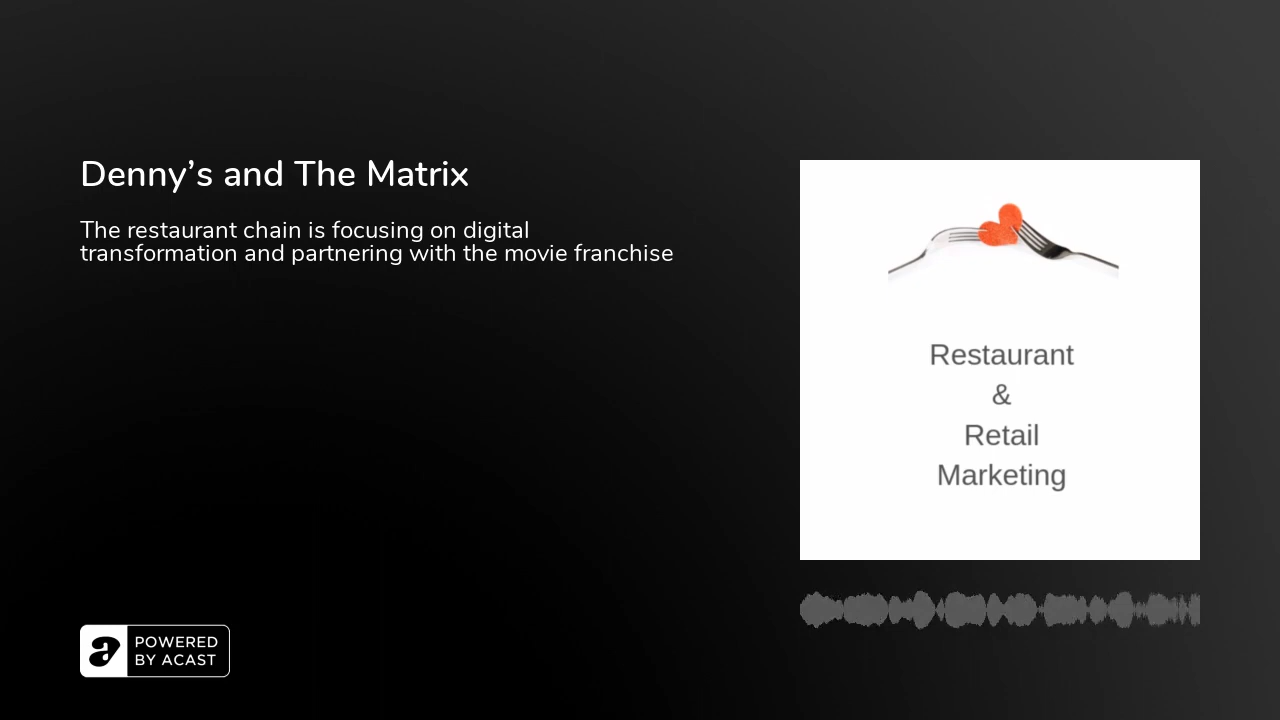 Denny’s and The Matrix
The restaurant chain is focusing on digital
transformation and partnering with the movie franchise
Restaurant
&
Retail
Marketing
POWERED
BY ACAST